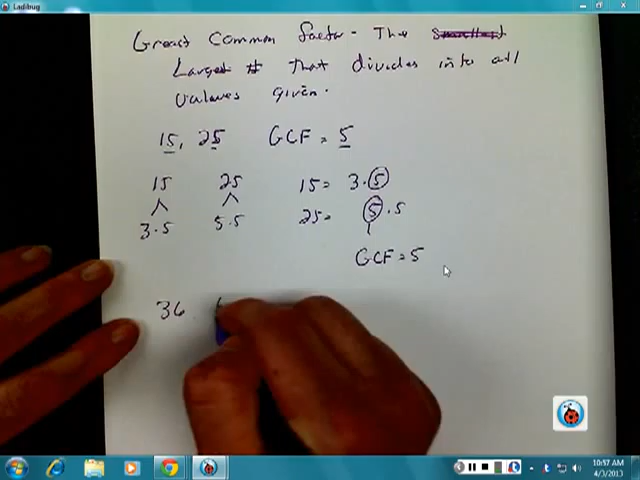 Ladibug
Great Common factor - The Smallest
Largest # that divides into all
values given.
15, 25 GCF = 5
15 25 15 = 3·5
3·5 5·5 25 = 5·5
GCF = 5
36
10:57 AM
4/3/2013